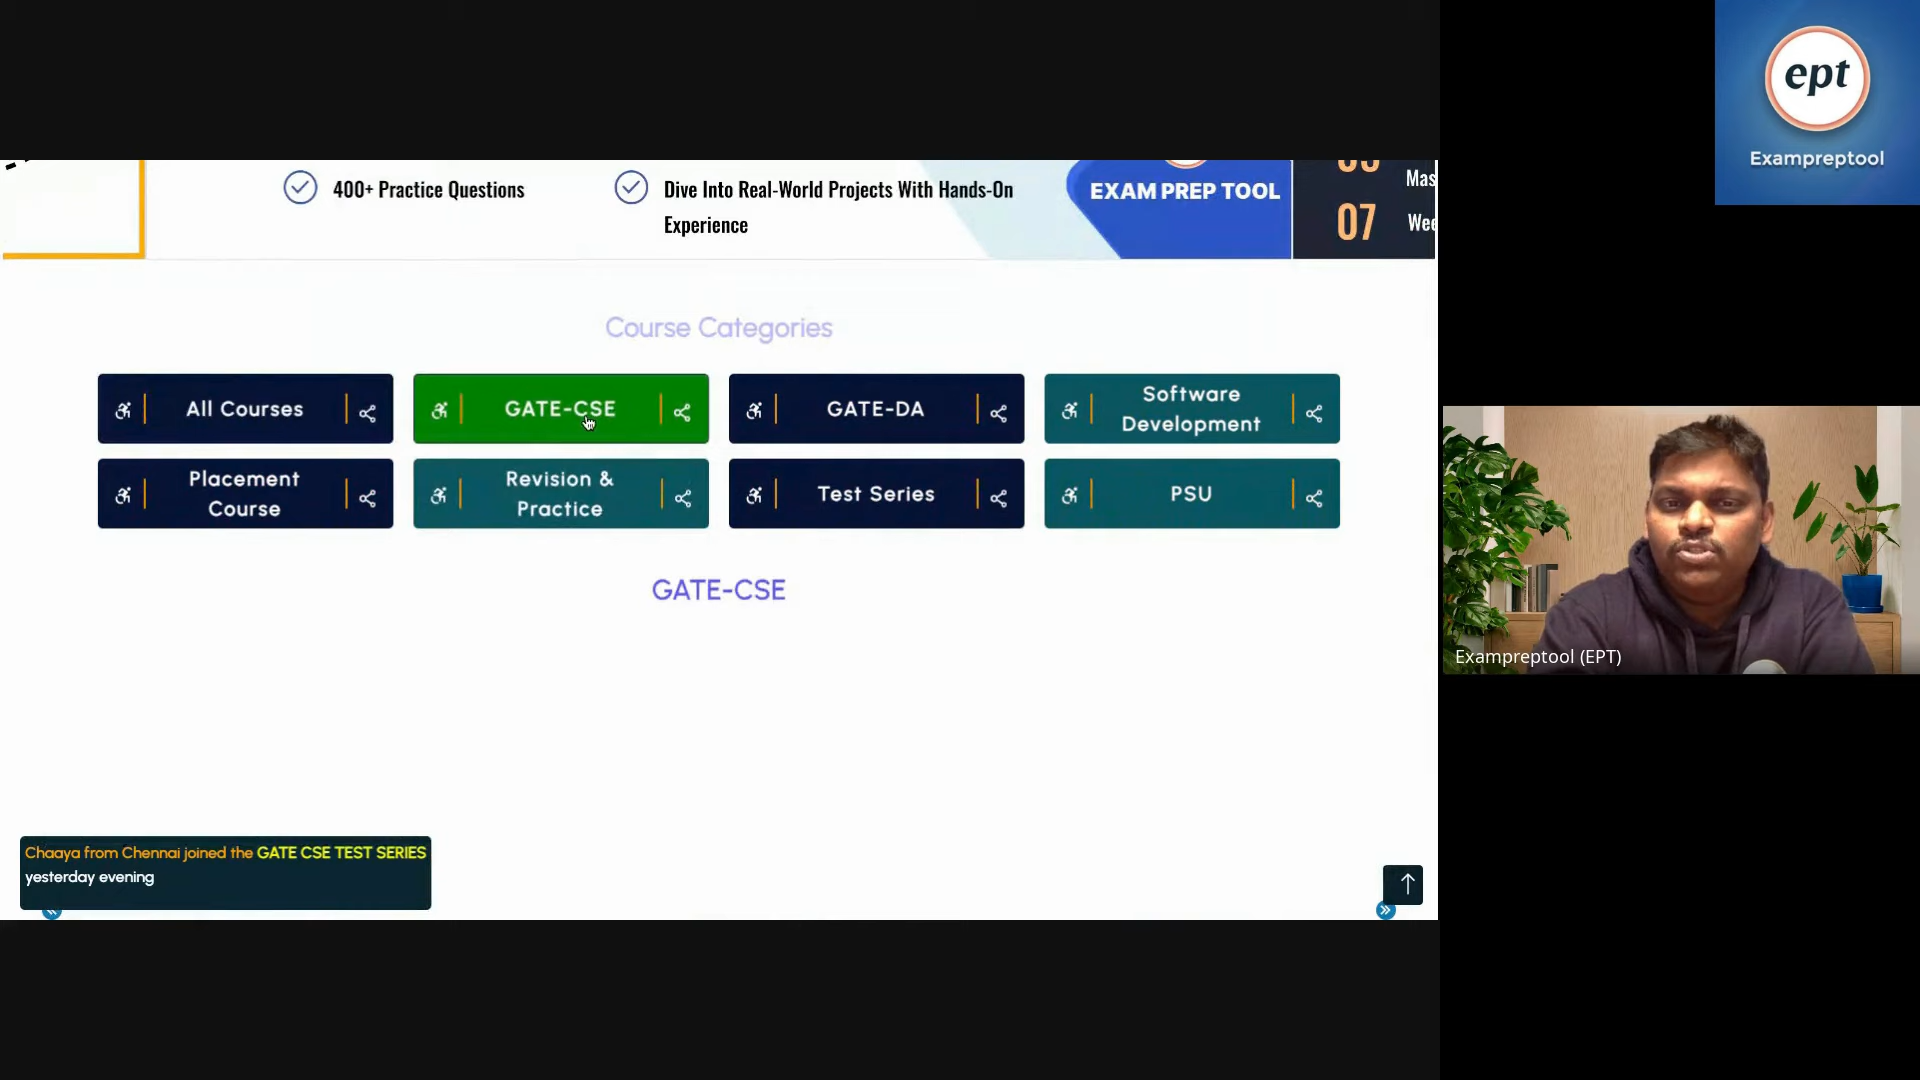 ept
Exampreptool
400+ Practice Questions
Dive Into Real-World Projects With Hands-On
Experience
EXAM PREP TOOL
07
Course Categories
All Courses
GATE-CSE
GATE-DA
Software
Development
Placement
Course
Revision &
Practice
Test Series
PSU
GATE-CSE
Chaaya from Chennai joined the GATE CSE TEST SERIES
yesterday evening
Exampreptool (EPT)